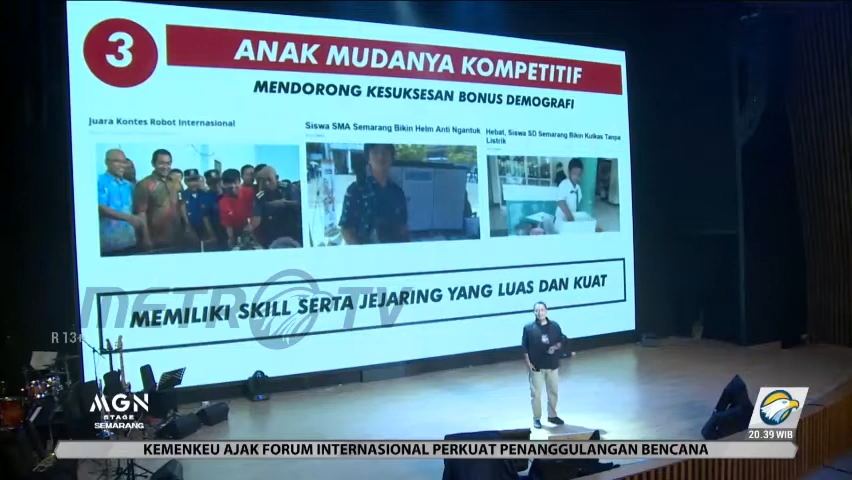 3
ANAK MUDANYA KOMPETITIF
MENDORONG KESUKSESAN BONUS DEMOGRAFI
Juara Kontes Robot Internasional
Siswa SMA Semarang Bikin Helm Anti Ngantuk
Hebat, Siswa SD Semarang Bikin Kulkas Tanpa
Listrik
MEMILIKI SKILL SERTA JEJARING YANG LUAS DAN KUAT
METRO TV
R 13+
MGN
STAGE
SEMARANG
20.39 WIB
KEMENKEU AJAK FORUM INTERNASIONAL PERKUAT PENANGGULANGAN BENCANA